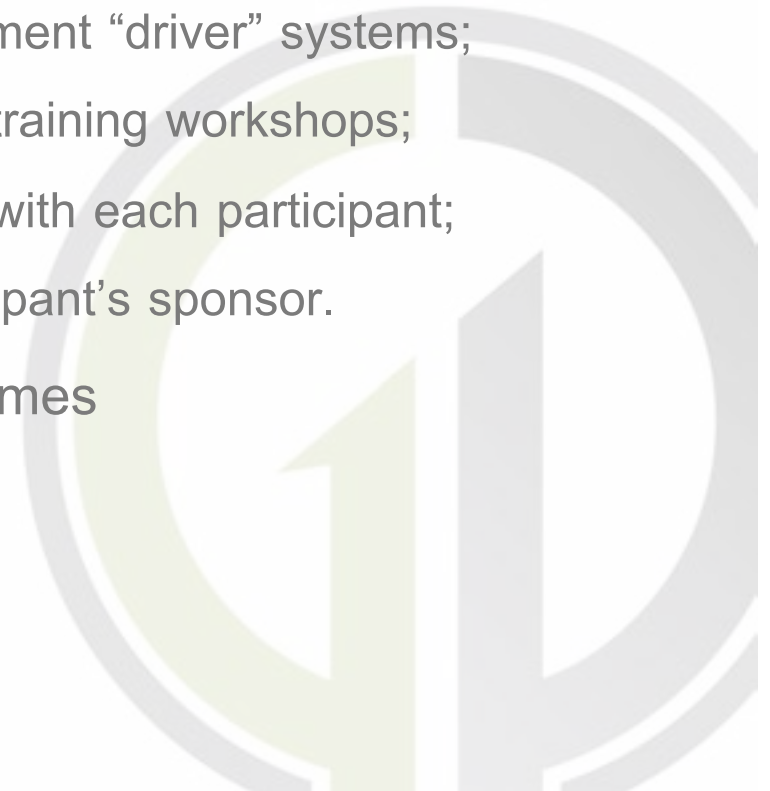 ment “driver” systems;
training workshops;
with each participant;
pant’s sponsor.
mes